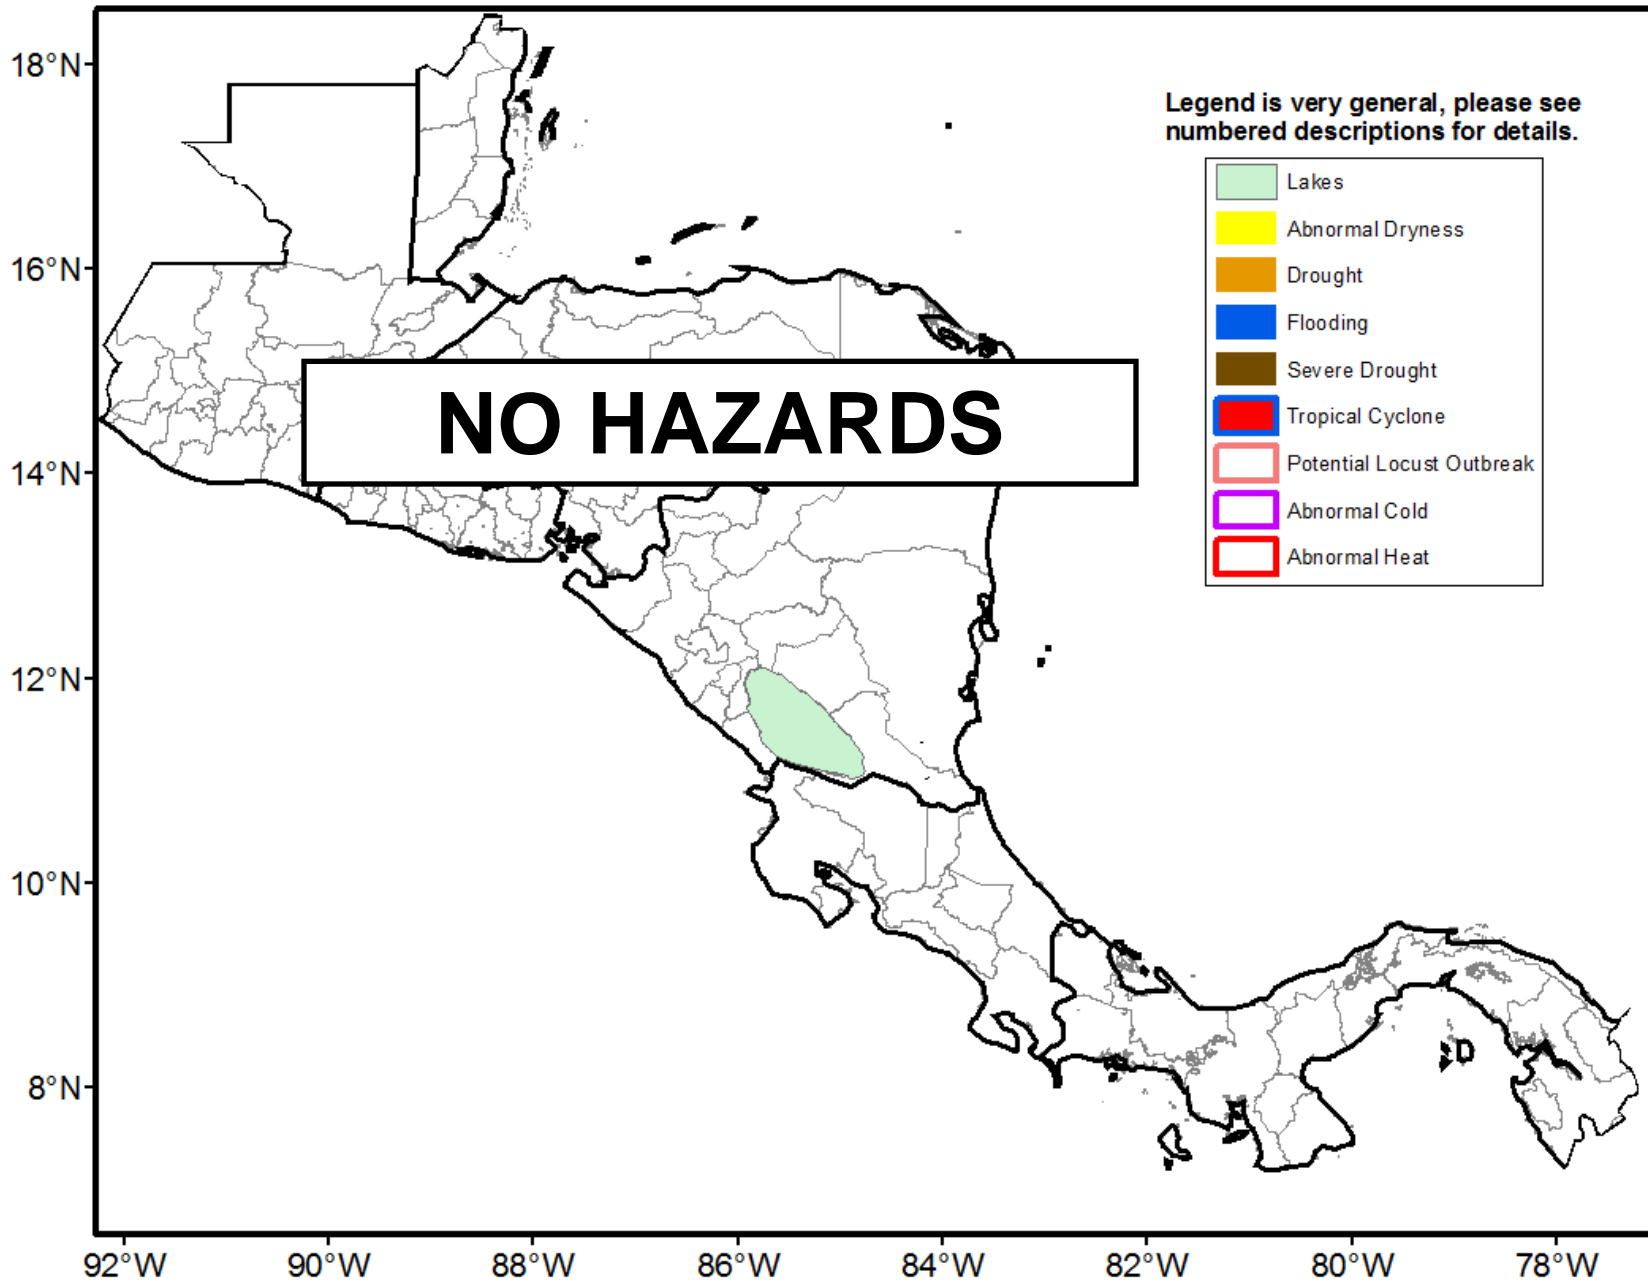 18°N
16°N
14°N
12°N
10°N
8°N
Legend is very general, please see
numbered descriptions for details.
Lakes
Abnormal Dryness
Drought
Flooding
Severe Drought
Tropical Cyclone
Potential Locust Outbreak
Abnormal Cold
Abnormal Heat
NO HAZARDS
92°W 90°W 88°W 86°W 84°W 82°W 80°W 78°W